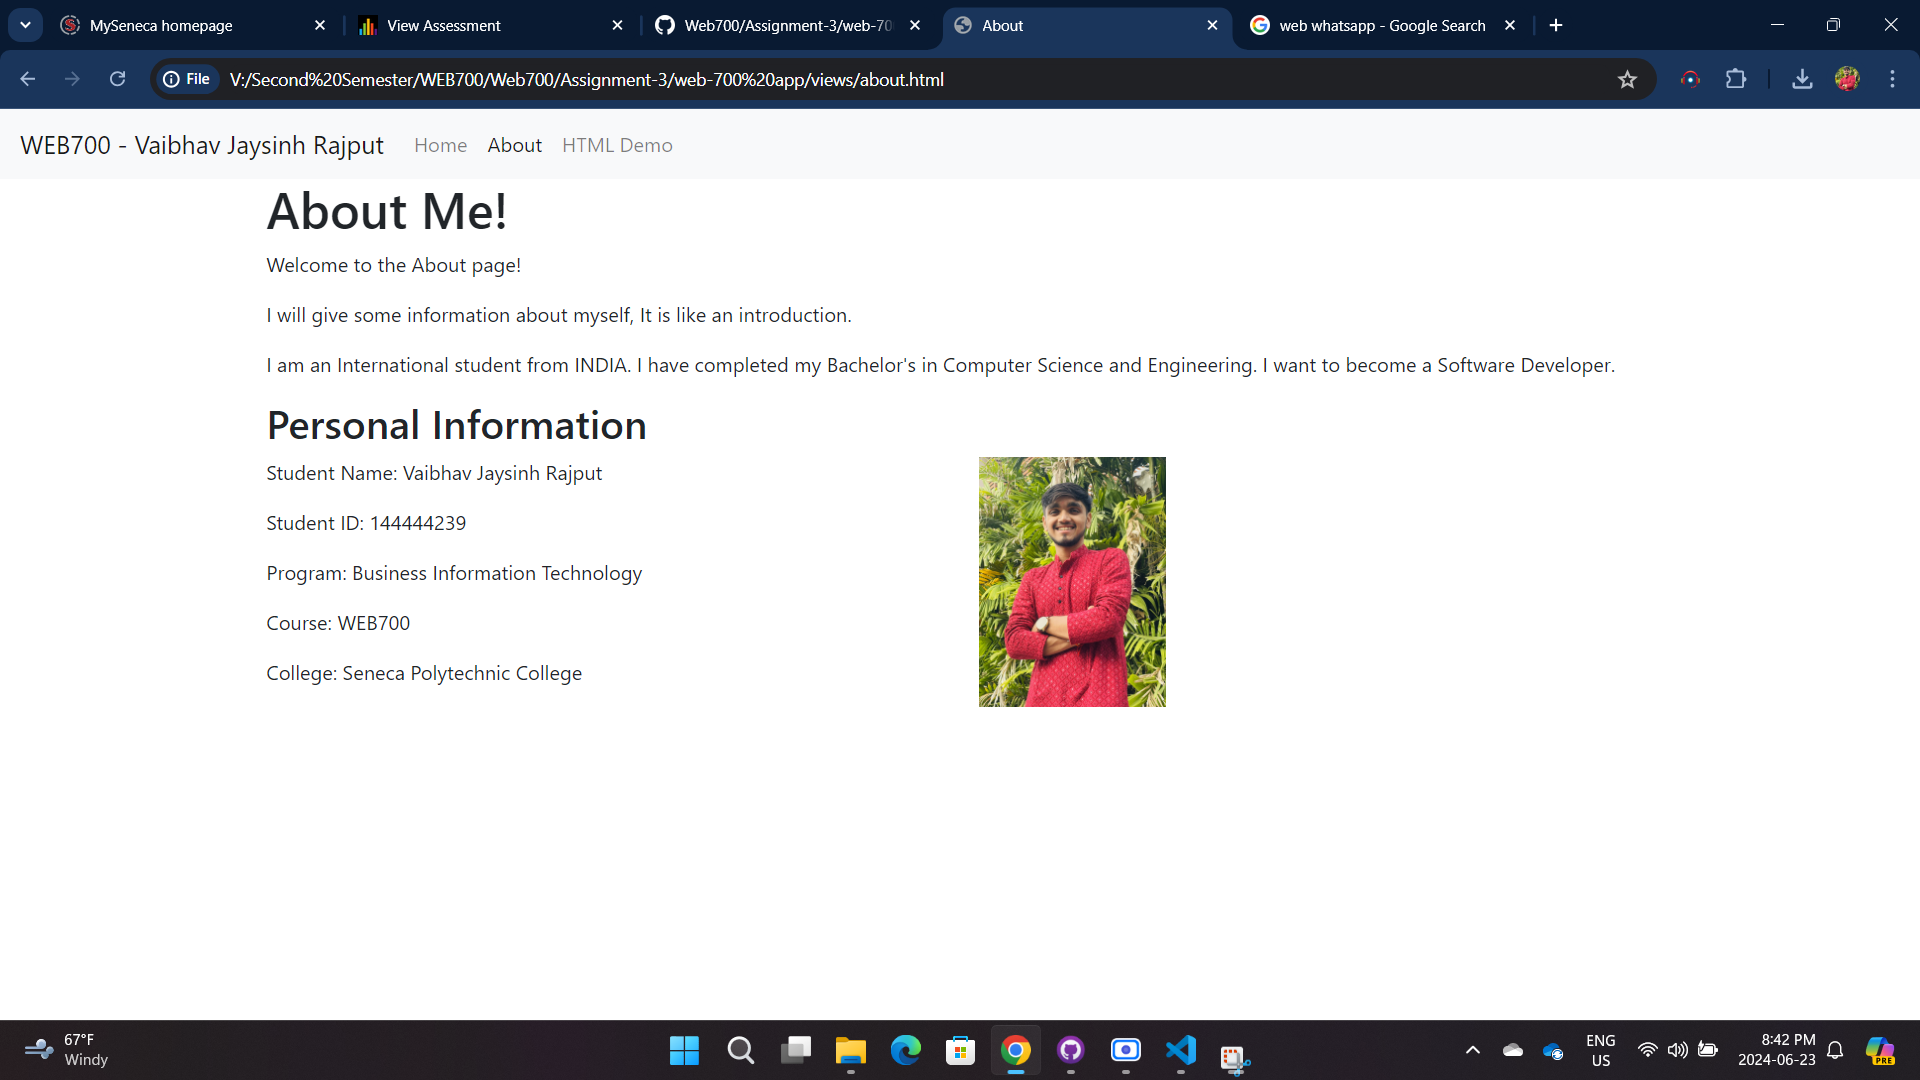 MySeneca homepage
View Assessment
Web700/Assignment-3/web-70
About
web whatsapp - Google Search
File
V:/Second%20Semester/WEB700/Web700/Assignment-3/web-700%20app/views/about.html
WEB700 - Vaibhav Jaysinh Rajput
Home
About
HTML Demo
About Me!
Welcome to the About page!
I will give some information about myself, It is like an introduction.
I am an International student from INDIA. I have completed my Bachelor's in Computer Science and Engineering. I want to become a Software Developer.
Personal Information
Student Name: Vaibhav Jaysinh Rajput
Student ID: 144444239
Program: Business Information Technology
Course: WEB700
College: Seneca Polytechnic College
67°F
Windy
ENG
US
8:42 PM
2024-06-23
PRE